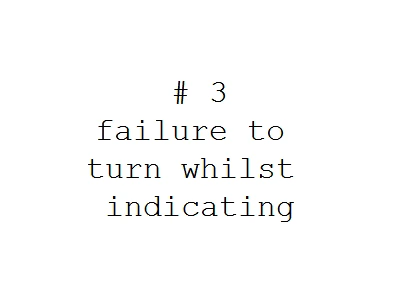 # 3
failure to
turn whilst
indicating